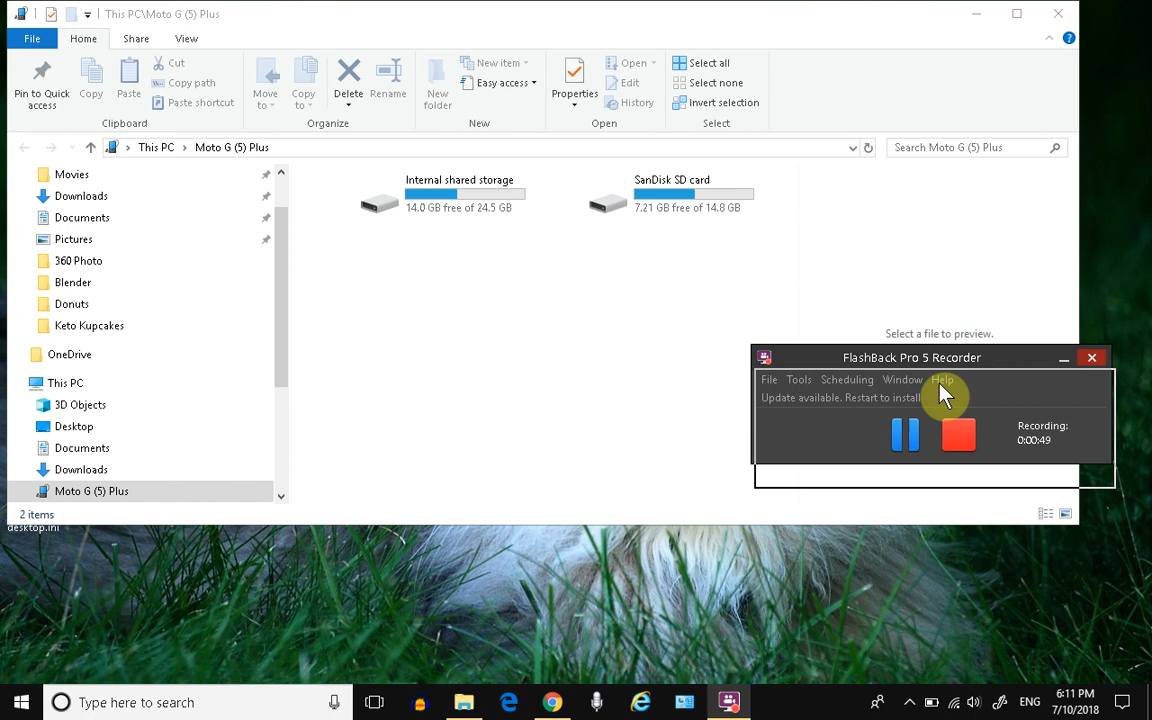 This PC\Moto G (5) Plus
File Home Share View
Pin to Quick access
Copy
Paste
Cut
Copy path
Paste shortcut
Clipboard
Move to
Copy to
Delete
Rename
Organize
New folder
New item
Easy access
New
Properties
Open
Edit
History
Open
Select all
Select none
Invert selection
Select
This PC > Moto G (5) Plus
Search Moto G (5) Plus
Movies
Downloads
Documents
Pictures
360 Photo
Blender
Donuts
Keto Kupcakes
OneDrive
This PC
3D Objects
Desktop
Documents
Downloads
Moto G (5) Plus
2 items
Internal shared storage
14.0 GB free of 24.5 GB
SanDisk SD card
7.21 GB free of 14.8 GB
Select a file to preview.
FlashBack Pro 5 Recorder
File Tools Scheduling Window Help
Update available. Restart to install
Recording:
0:00:49
desktop.ini
Type here to search
ENG
6:11 PM
7/10/2018